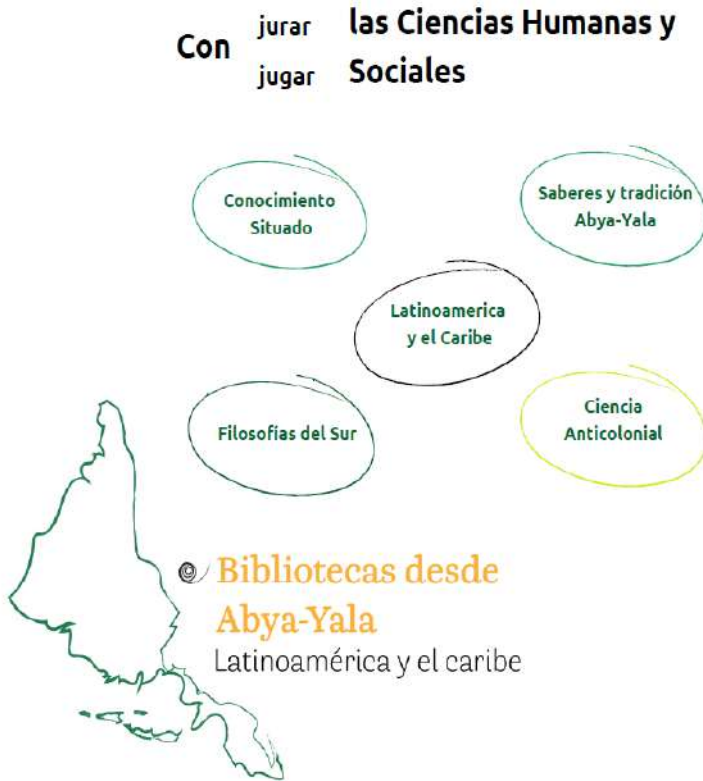 Con jurar las Ciencias Humanas y
jugar Sociales
Conocimiento
Situado
Saberes y tradición
Abya-Yala
Latinoamerica
y el Caribe
Filosofías del Sur
Ciencia
Anticolonial
Bibliotecas desde
Abya-Yala
Latinoamérica y el caribe